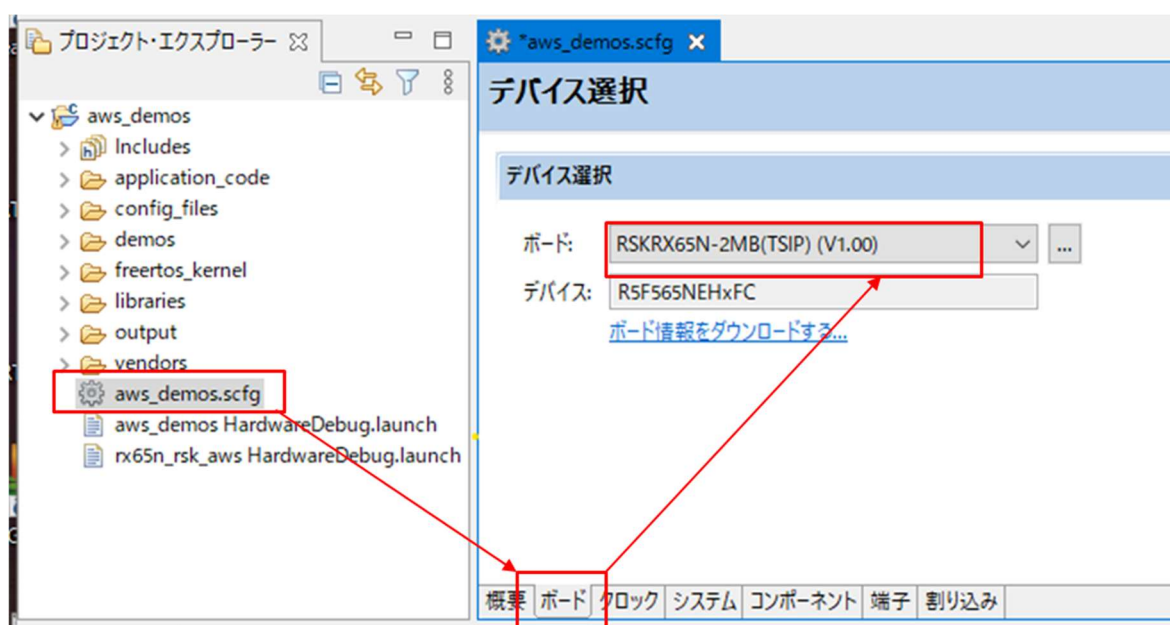 プロジェクト・エクスプローラー
aws_demos
Includes
application_code
config_files
demos
freertos_kernel
libraries
output
vendors
aws_demos.scfg
aws_demos HardwareDebug.launch
rx65n_rsk_aws HardwareDebug.launch
*aws_demos.scfg
デバイス選択
デバイス選択
ボード: RSKRX65N-2MB(TSIP) (V1.00) ...
デバイス: R5F565NEHxFC
ボード情報をダウンロードする...
概要 ボード クロック システム コンポーネント 端子 割り込み